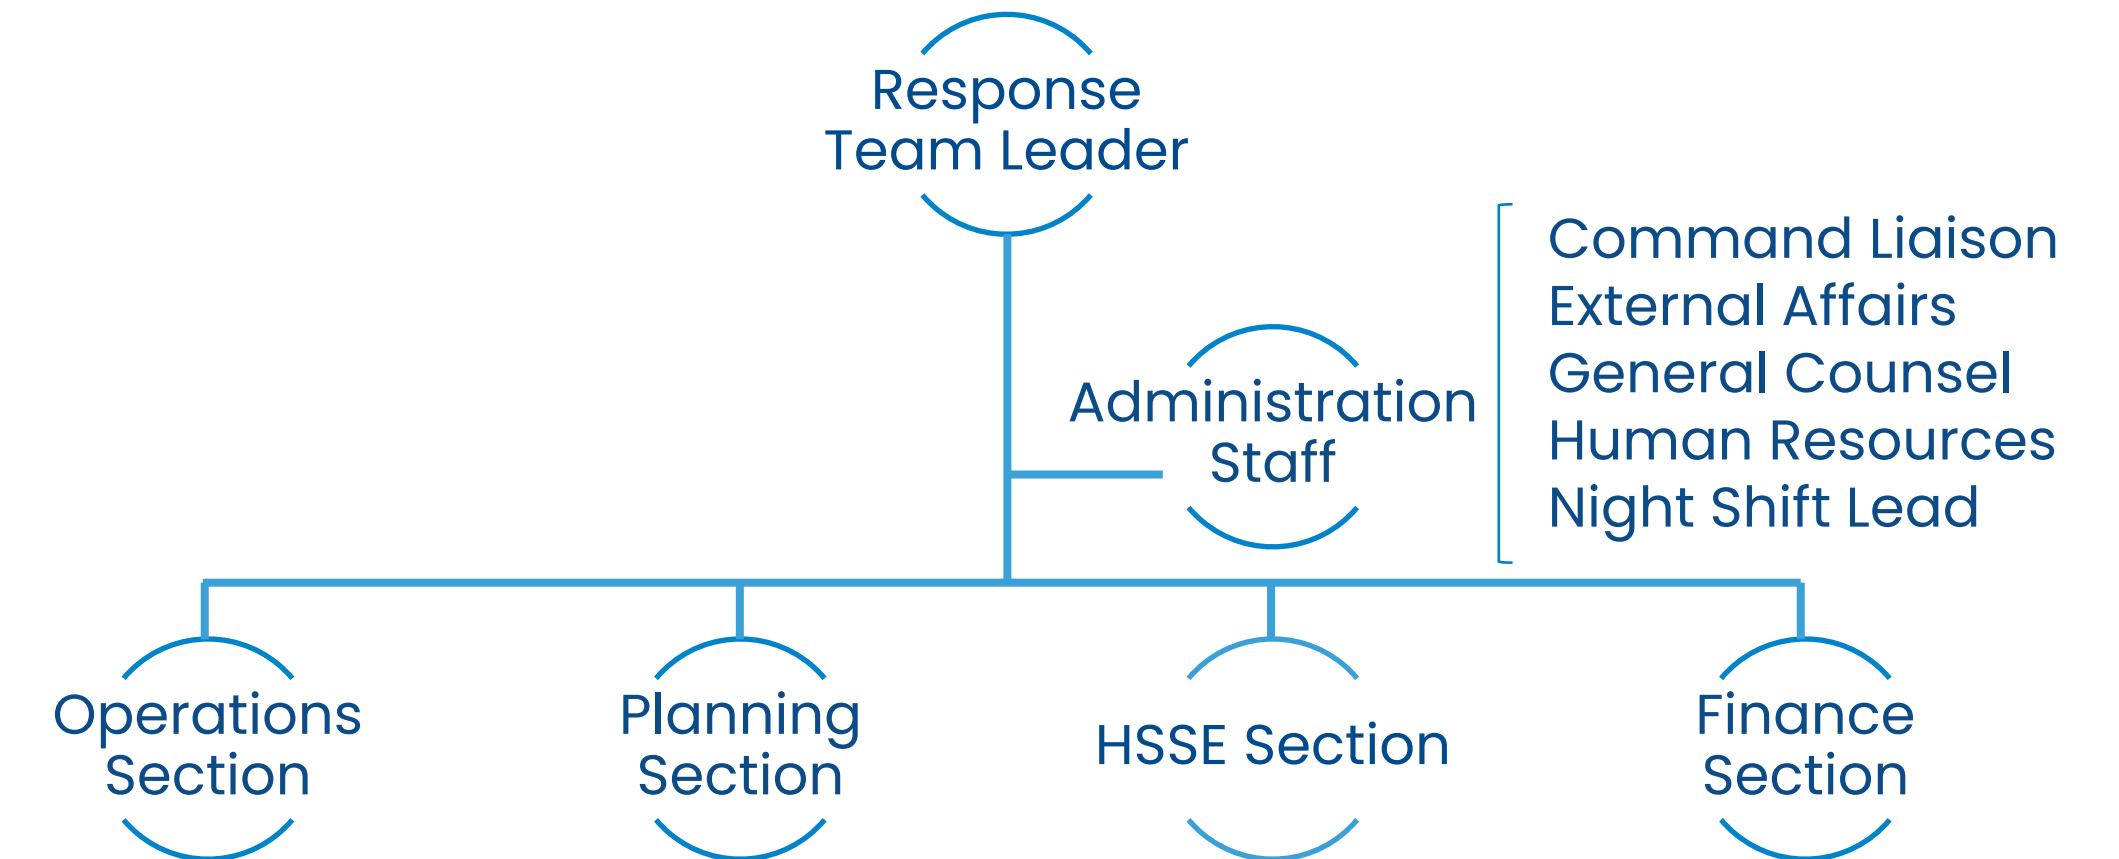 Response
Team Leader
Command Liaison
External Affairs
General Counsel
Human Resources
Night Shift Lead
Administration
Staff
Operations
Section
Planning
Section
HSSE Section
Finance
Section